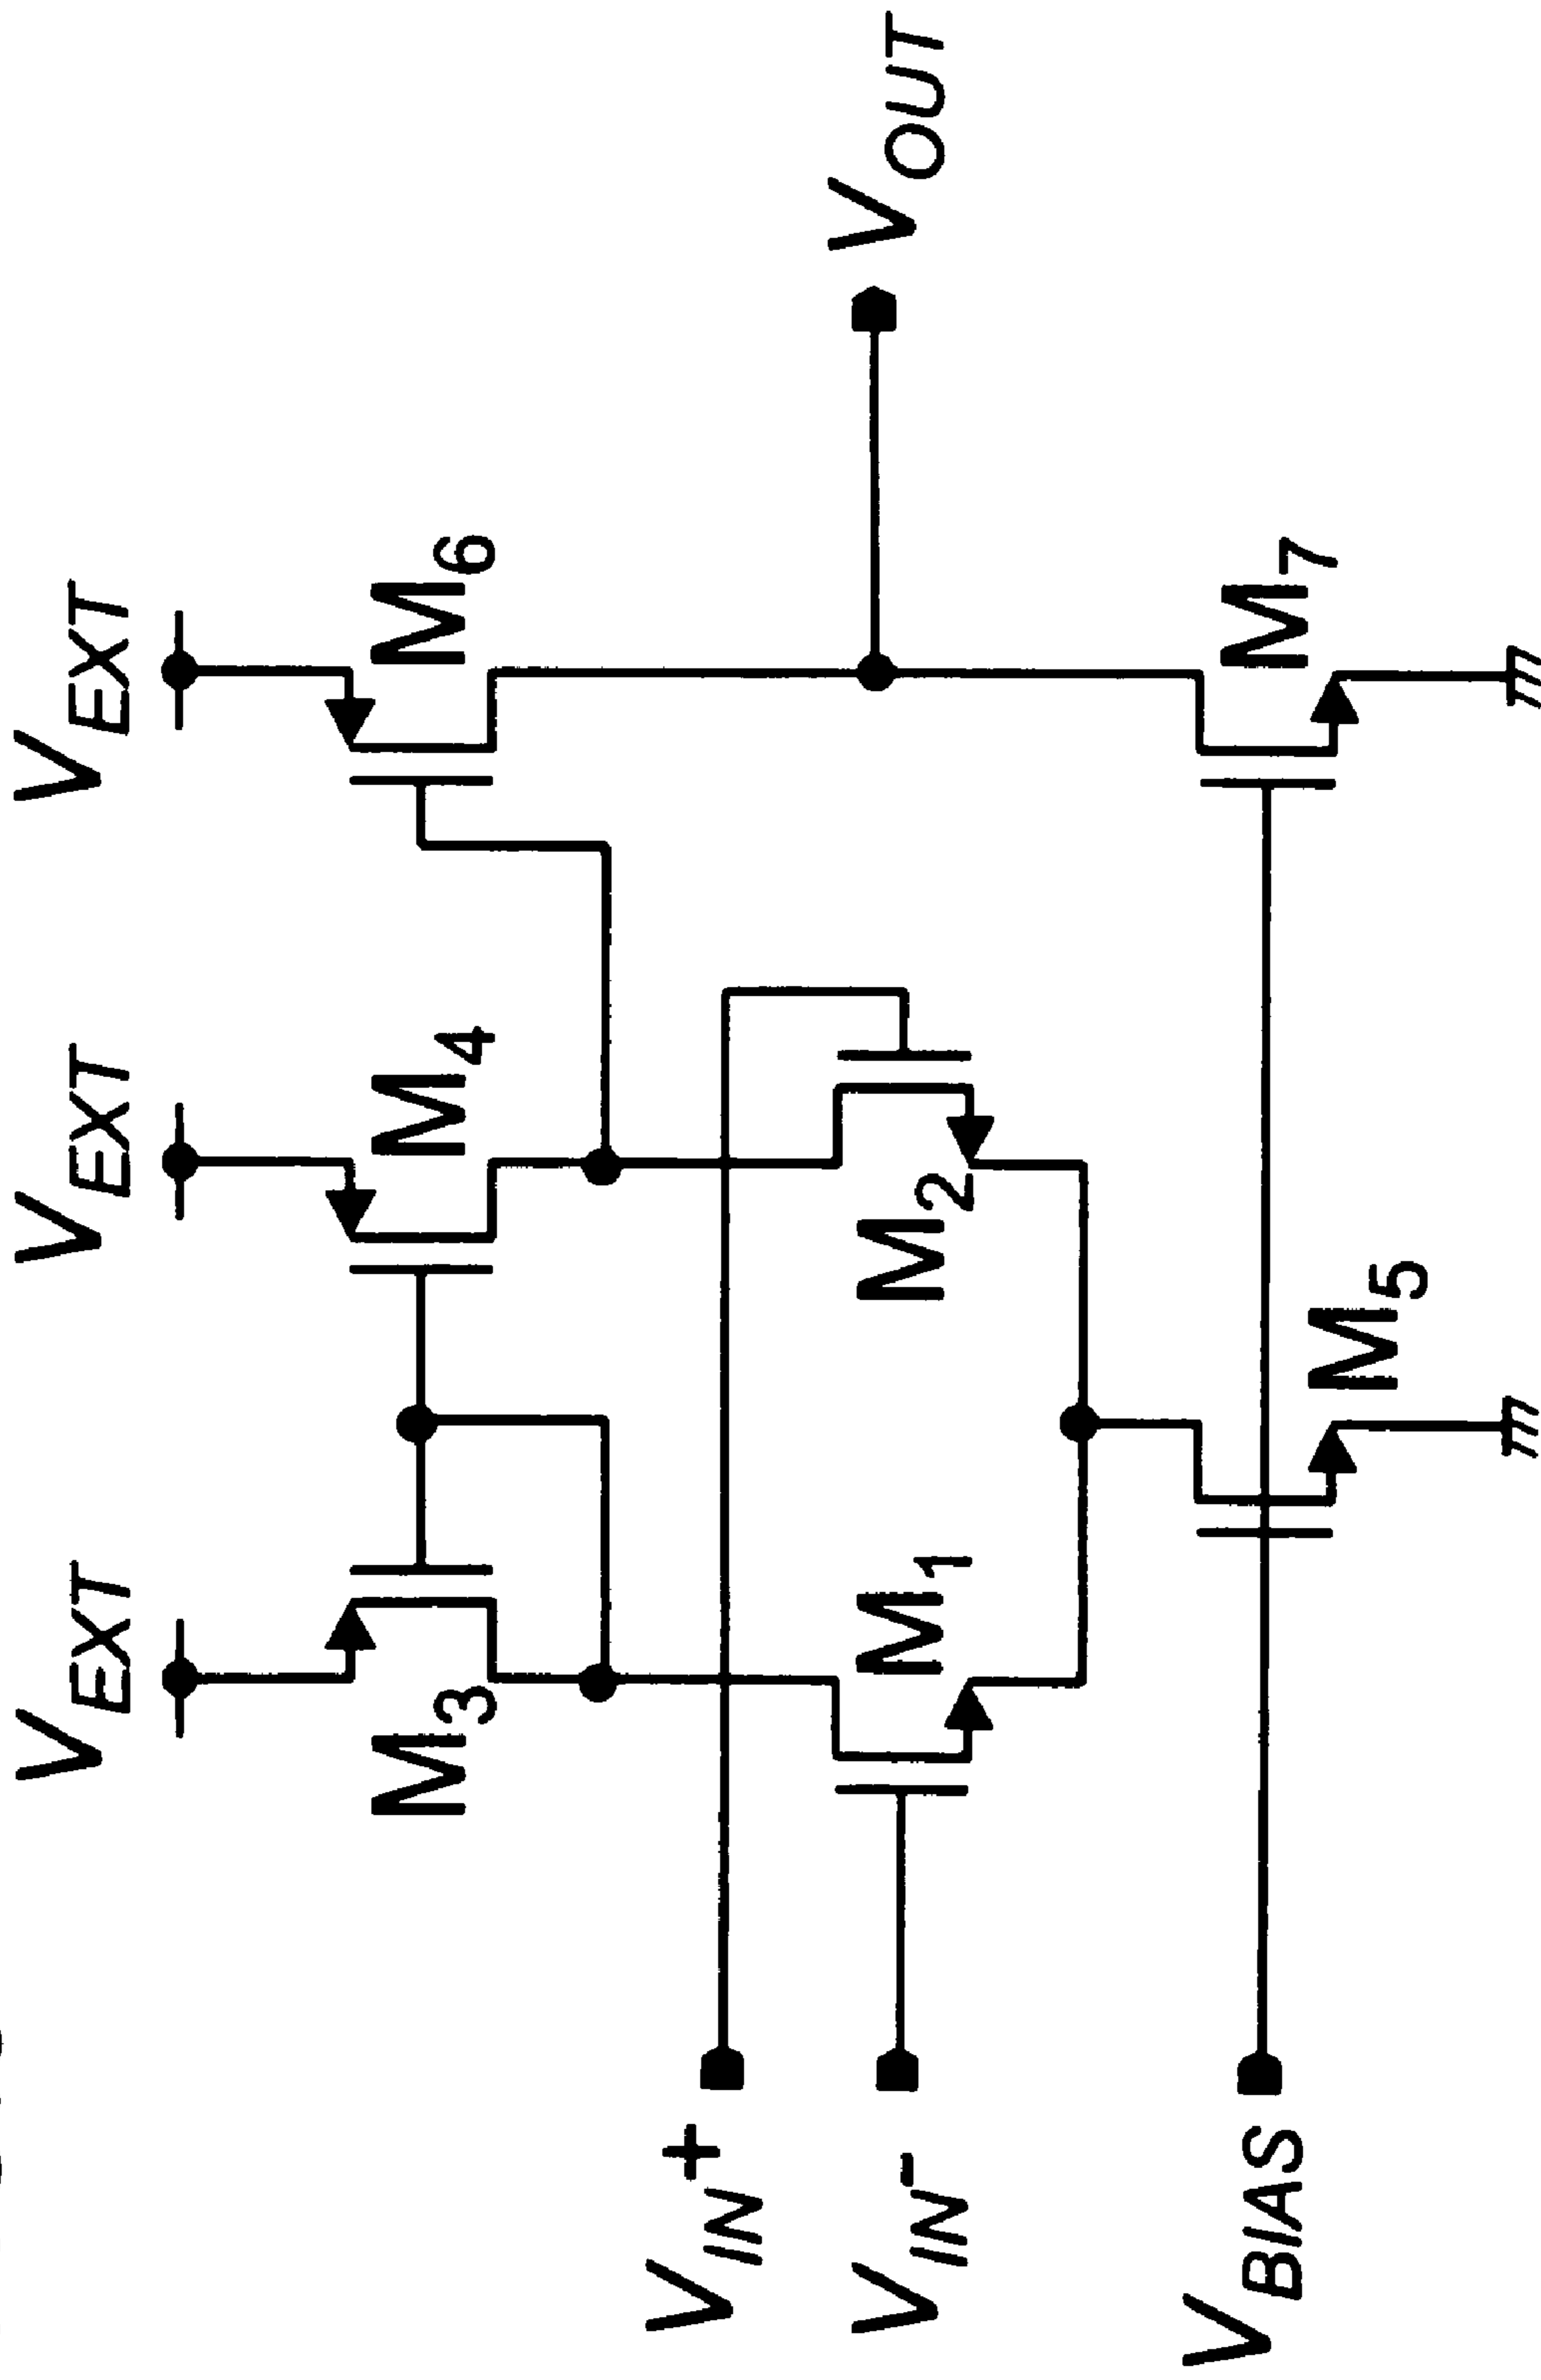 V_EXT V_EXT V_EXT
M_3 M_4 M_6
V_IN+
V_IN-
M_1 M_2
V_OUT
V_BIAS
M_5 M_7